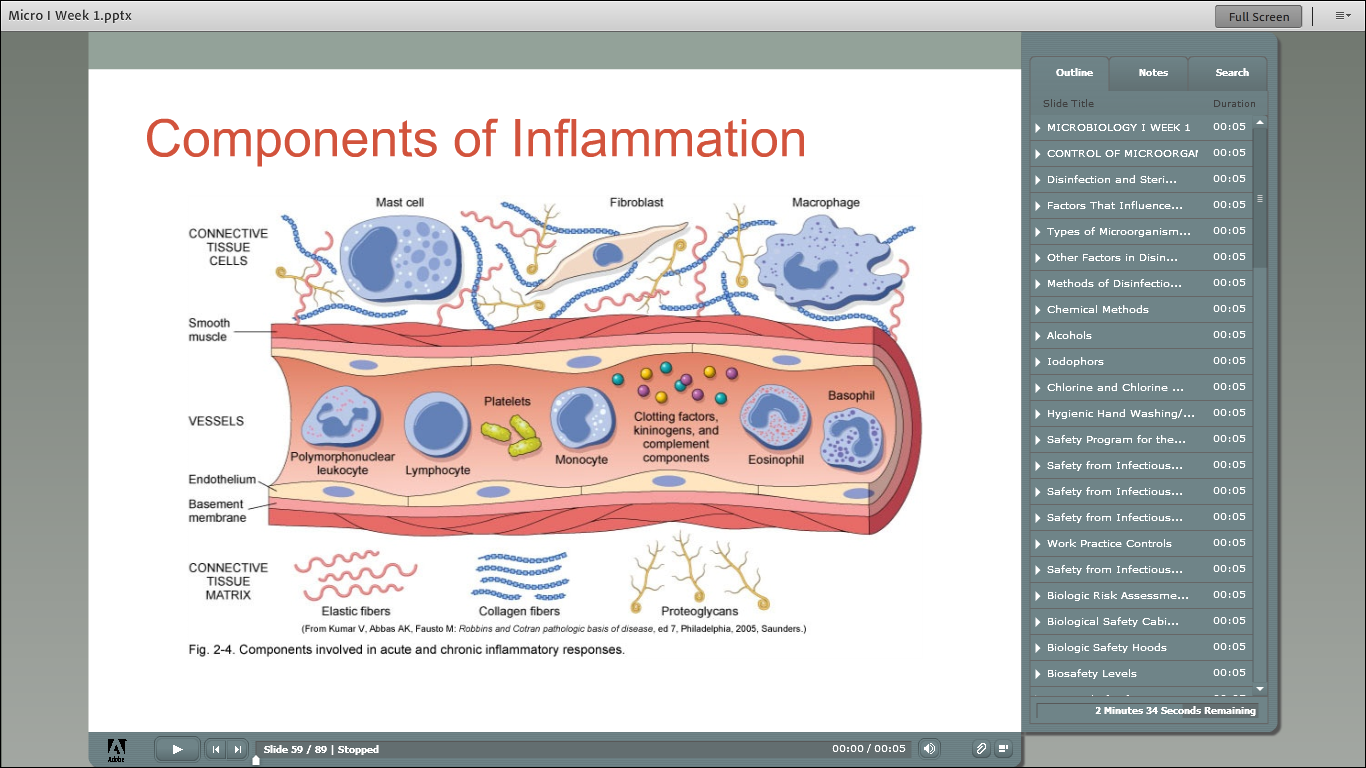 Micro I Week 1.pptx
Full Screen
Components of Inflammation
Mast cell
Fibroblast
Macrophage
CONNECTIVE
TISSUE
CELLS
Smooth
muscle
VESSELS
Polymorphonuclear
leukocyte
Lymphocyte
Platelets
Monocyte
Clotting factors,
kininogens, and
complement
components
Eosinophil
Basophil
Endothelium
Basement
membrane
CONNECTIVE
TISSUE
MATRIX
Elastic fibers
Collagen fibers
Proteoglycans
(From Kumar V, Abbas AK, Fausto M: Robbins and Cotran pathologic basis of disease, ed 7, Philadelphia, 2005, Saunders.)
Fig. 2-4. Components involved in acute and chronic inflammatory responses.
Outline Notes Search
Slide Title Duration
MICROBIOLOGY I WEEK 1 00:05
CONTROL OF MICROORGAN 00:05
Disinfection and Steri... 00:05
Factors That Influence... 00:05
Types of Microorganism... 00:05
Other Factors in Disin... 00:05
Methods of Disinfectio... 00:05
Chemical Methods 00:05
Alcohols 00:05
Iodophors 00:05
Chlorine and Chlorine ... 00:05
Hygienic Hand Washing/... 00:05
Safety Program for the... 00:05
Safety from Infectious... 00:05
Safety from Infectious... 00:05
Safety from Infectious... 00:05
Work Practice Controls 00:05
Safety from Infectious... 00:05
Biologic Risk Assessme... 00:05
Biological Safety Cabi... 00:05
Biologic Safety Hoods 00:05
Biosafety Levels 00:05
2 Minutes 34 Seconds Remaining
Adobe
Slide 59 / 89 | Stopped
00:00 / 00:05